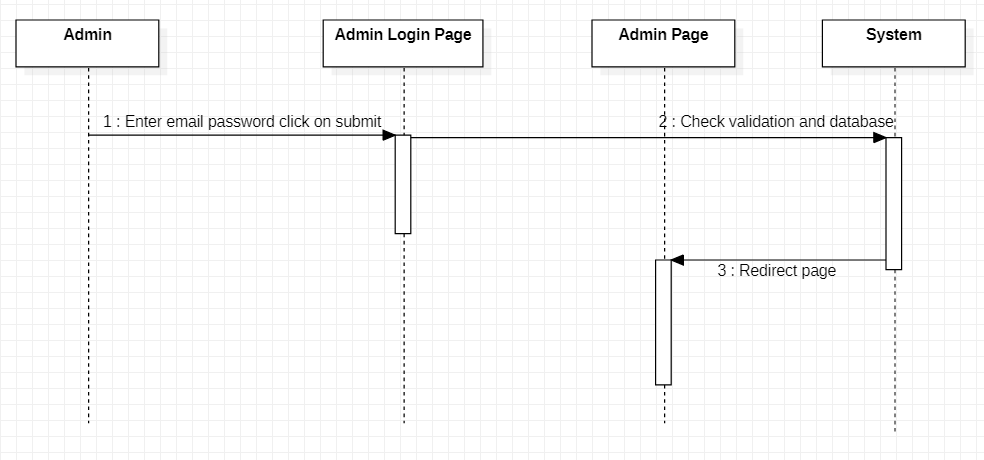 Admin
Admin Login Page
Admin Page
System
1 : Enter email password click on submit
2 : Check validation and database
3 : Redirect page